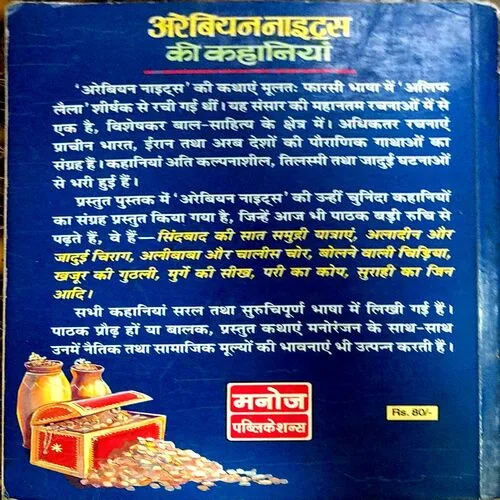 अरेबियन नाइट्स
की कहानियां
'अरेबियन नाइट्स' की कथाएं मूलतः फारसी भाषा में 'अलिफ
लैला' शीर्षक से रची गई थीं। यह संसार की महानतम रचनाओं में से
एक है, विशेषकर बाल-साहित्य के क्षेत्र में। अधिकतर रचनाएं
प्राचीन भारत, ईरान तथा अरब देशों की पौराणिक गाथाओं का
संग्रह हैं। कहानियां अति कल्पनाशील, तिलस्मी तथा जादुई घटनाओं
से भरी हुई हैं।
प्रस्तुत पुस्तक में 'अरेबियन नाइट्स' की उन्हीं चुनिंदा कहानियों
का संग्रह प्रस्तुत किया गया है, जिन्हें आज भी पाठक बड़ी रुचि से
पढ़ते हैं, वे हैं—सिंदबाद की सात समुद्री यात्राएं, अलादीन और
जादुई चिराग, अलीबाबा और चालीस चोर, बोलने वाली चिड़िया,
खजूर की गुठली, मुर्गे की सीख, परी का कोप, सुराही का जिन
आदि।
सभी कहानियां सरल तथा सुरुचिपूर्ण भाषा में लिखी गई हैं।
पाठक प्रौढ़ हों या बालक, प्रस्तुत कथाएं मनोरंजन के साथ-साथ
उनमें नैतिक तथा सामाजिक मूल्यों की भावनाएं भी उत्पन्न करती हैं।
मनोज
पब्लिकेशन्स
Rs. 80/-